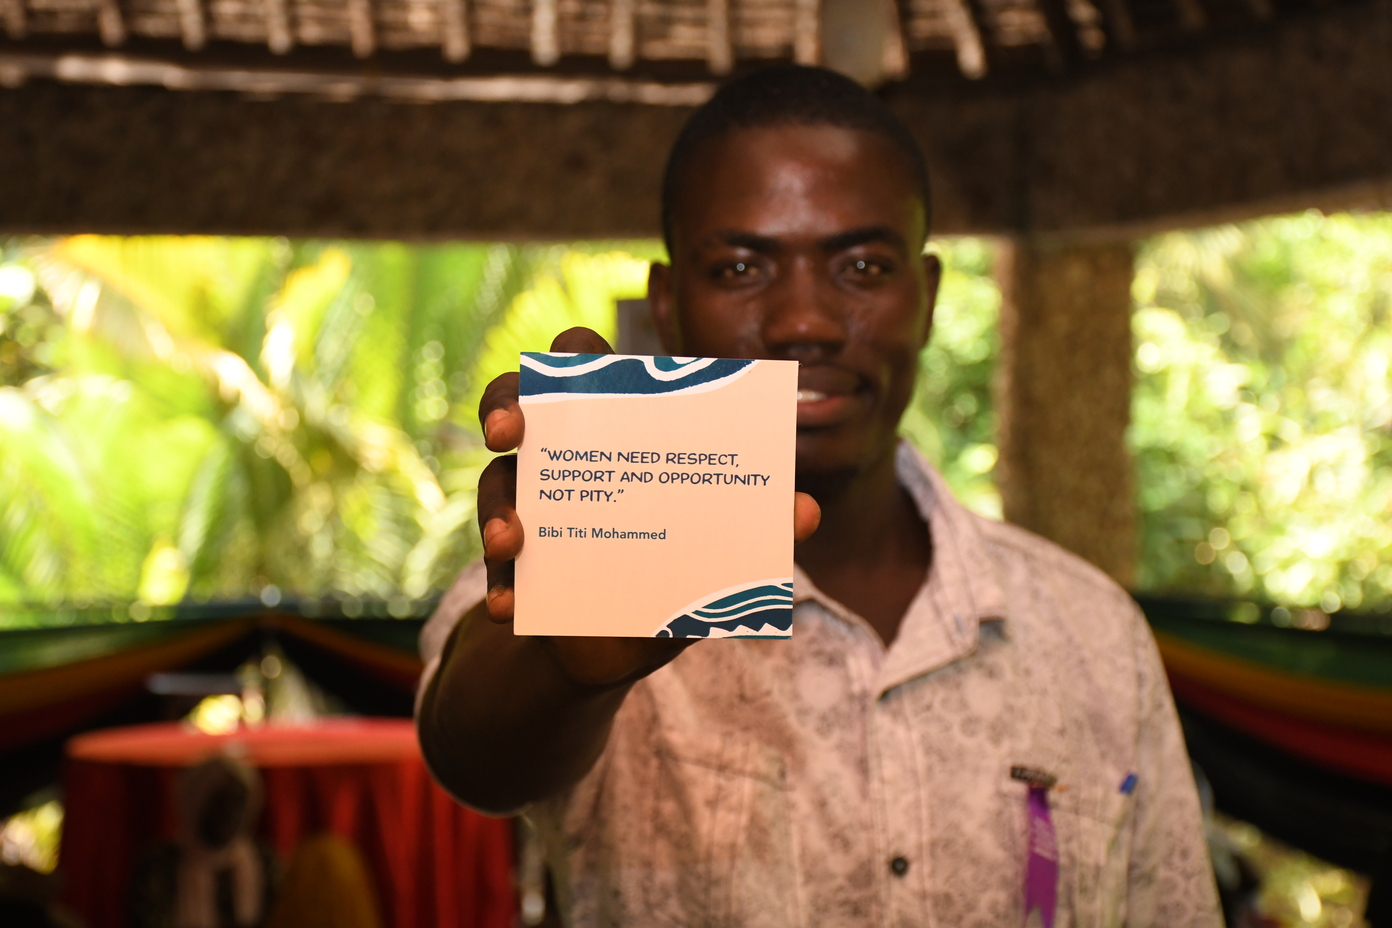 “WOMEN NEED RESPECT,
SUPPORT AND OPPORTUNITY
NOT PITY.”
Bibi Titi Mohammed